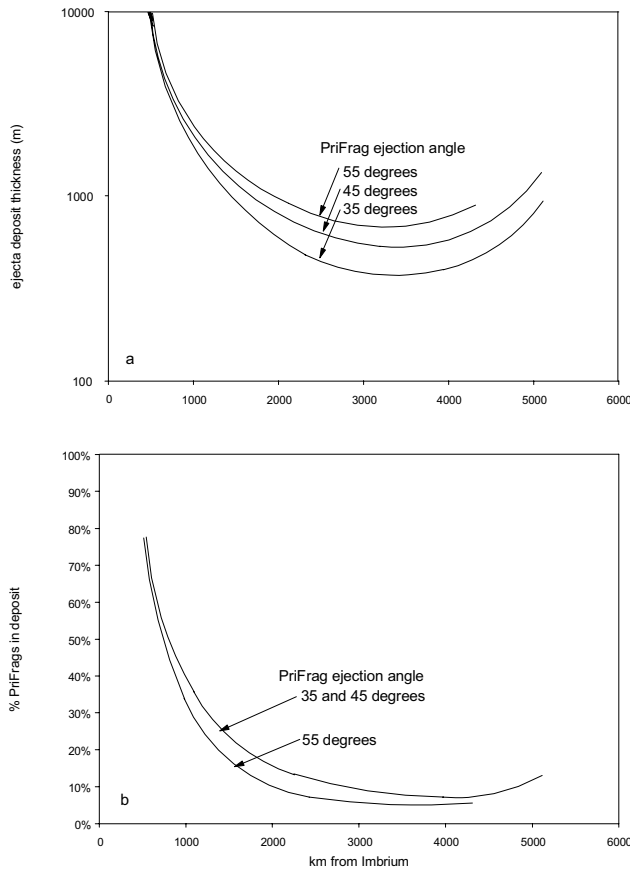 10000
1000
100
ejecta deposit thickness (m)
PriFrag ejection angle
55 degrees
45 degrees
35 degrees
a
0 1000 2000 3000 4000 5000 6000
100%
90%
80%
70%
60%
50%
40%
30%
20%
10%
0%
% PriFrags in deposit
PriFrag ejection angle
35 and 45 degrees
55 degrees
b
0 1000 2000 3000 4000 5000 6000
km from Imbrium